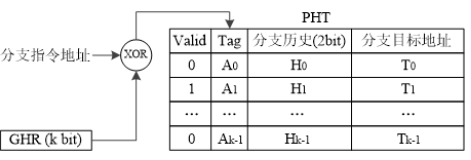 PHT
Valid Tag 分支历史(2bit) 分支目标地址
分支指令地址 XOR 0 A0 H0 T0
1 A1 H1 T1
... ... ... ...
GHR (k bit) 0 Ak-1 Hk-1 Tk-1